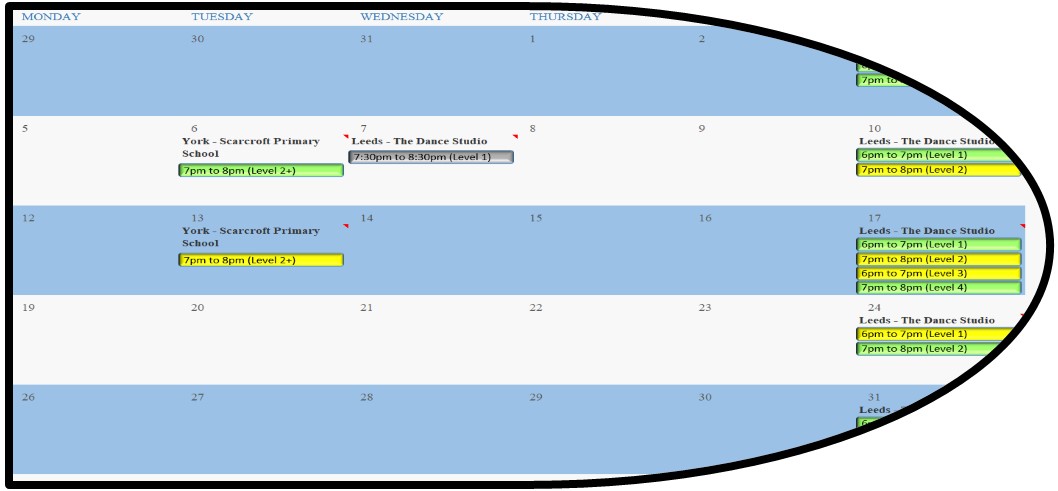 MONDAY TUESDAY WEDNESDAY THURSDAY
29 30 31 1 2
7pm to
5 6 7 8 9 10
York - Scarcroft Primary School
7pm to 8pm (Level 2+)
Leeds - The Dance Studio
7:30pm to 8:30pm (Level 1)
Leeds - The Dance Studio
6pm to 7pm (Level 1)
7pm to 8pm (Level 2)
12 13 14 15 16 17
York - Scarcroft Primary
School
7pm to 8pm (Level 2+)
Leeds - The Dance Studio
6pm to 7pm (Level 1)
7pm to 8pm (Level 2)
6pm to 7pm (Level 3)
7pm to 8pm (Level 4)
19 20 21 22 23 24
Leeds - The Dance Studio
6pm to 7pm (Level 1)
7pm to 8pm (Level 2)
26 27 28 29 30 31
Leeds